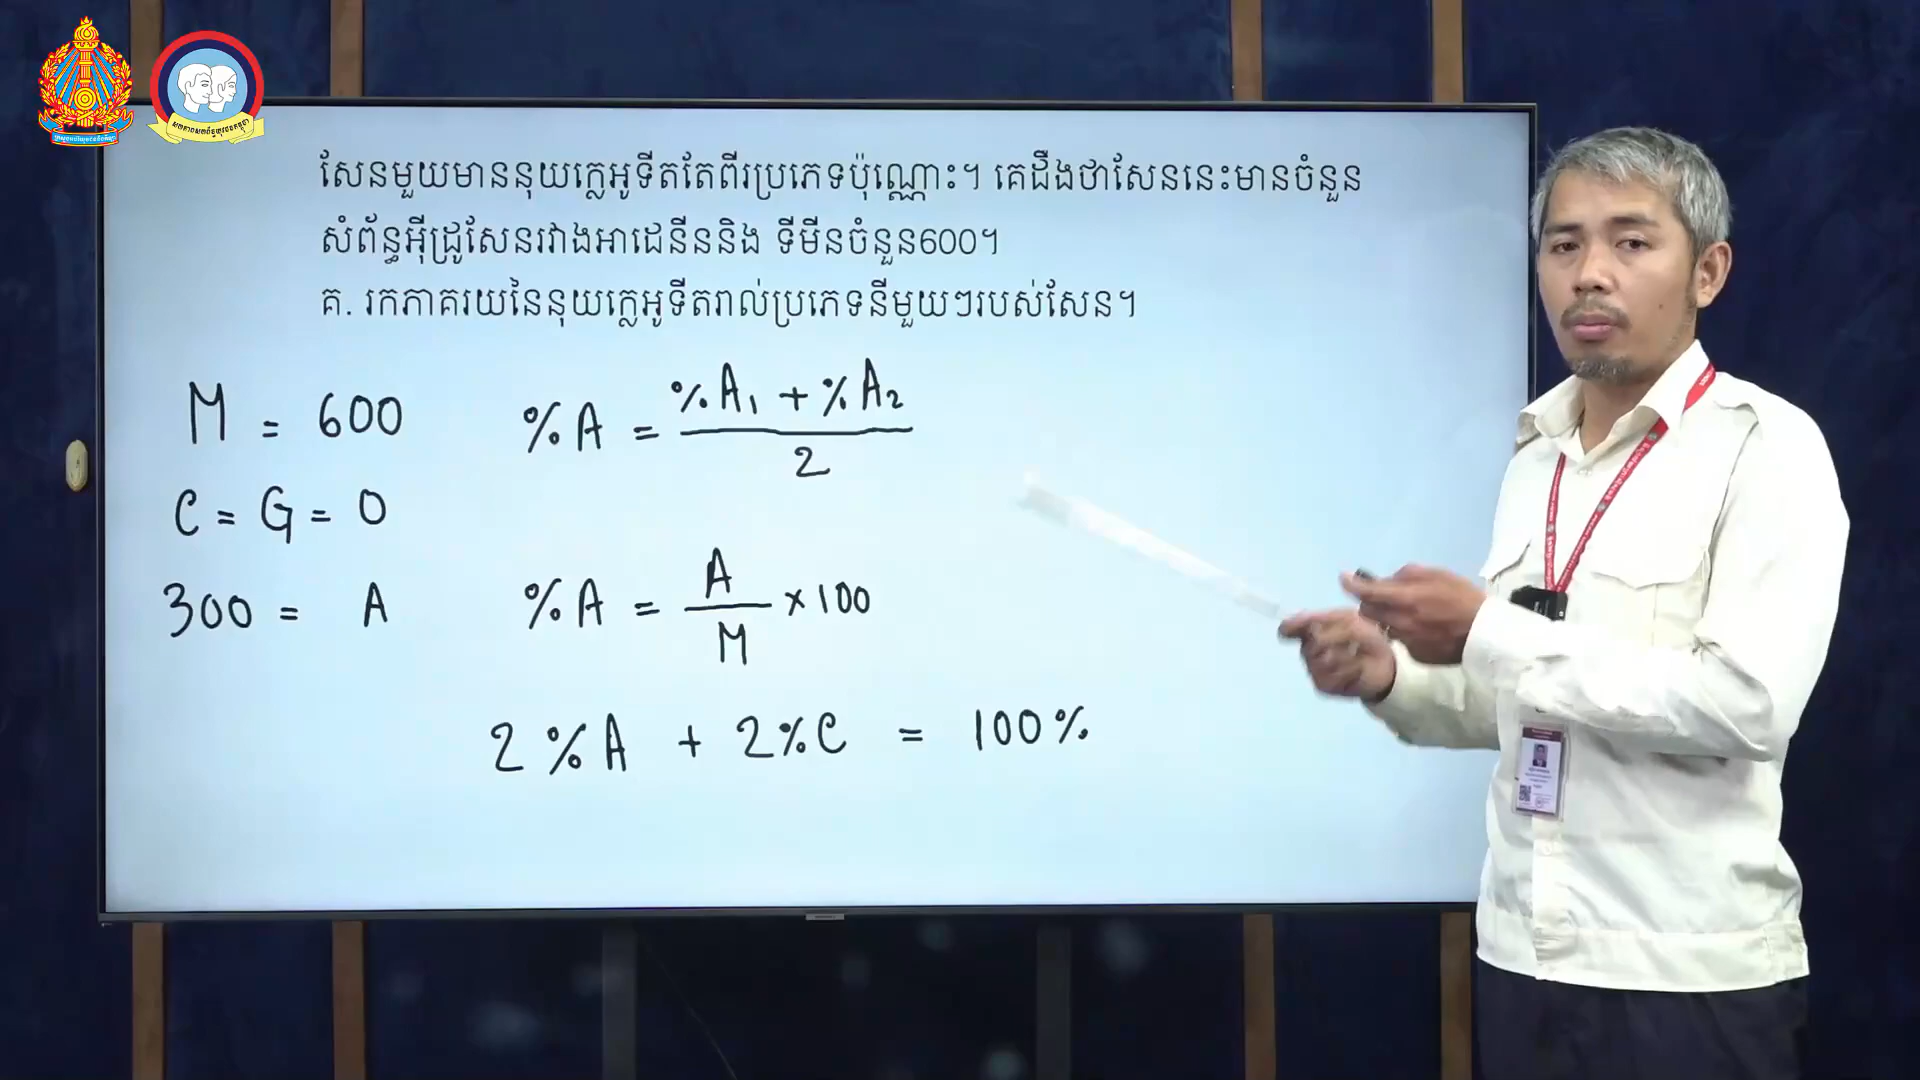 សែនមួយមាននុយក្លេអូទីតតែពីរប្រភេទប៉ុណ្ណោះ។ គេដឹងថាសែននេះមានចំនួន
សំព័ន្ធអ៊ីដ្រូសែនរវាងអាដេនីននិង ទីមីនចំនួន600។
គ. រកភាគរយនៃនុយក្លេអូទីតរាល់ប្រភេទនីមួយៗរបស់សែន។
M = 600
%A = %A₁ + %A₂ / 2
C = G = 0
300 = A
%A = A / M × 100
2%A + 2%C = 100%